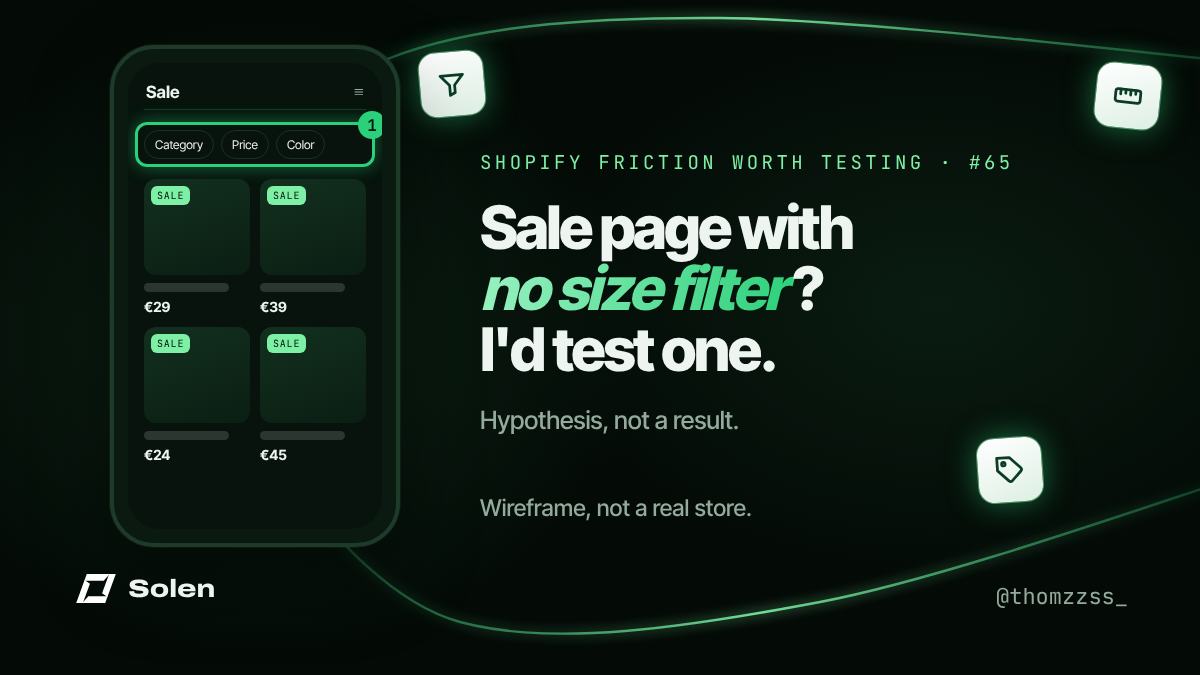 Sale
1
Category Price Color
SALE SALE
€29 €39
SALE SALE
€24 €45
SHOPIFY FRICTION WORTH TESTING · #65
Sale page with
no size filter?
I'd test one.
Hypothesis, not a result.
Wireframe, not a real store.
Solen
@thomzzss_